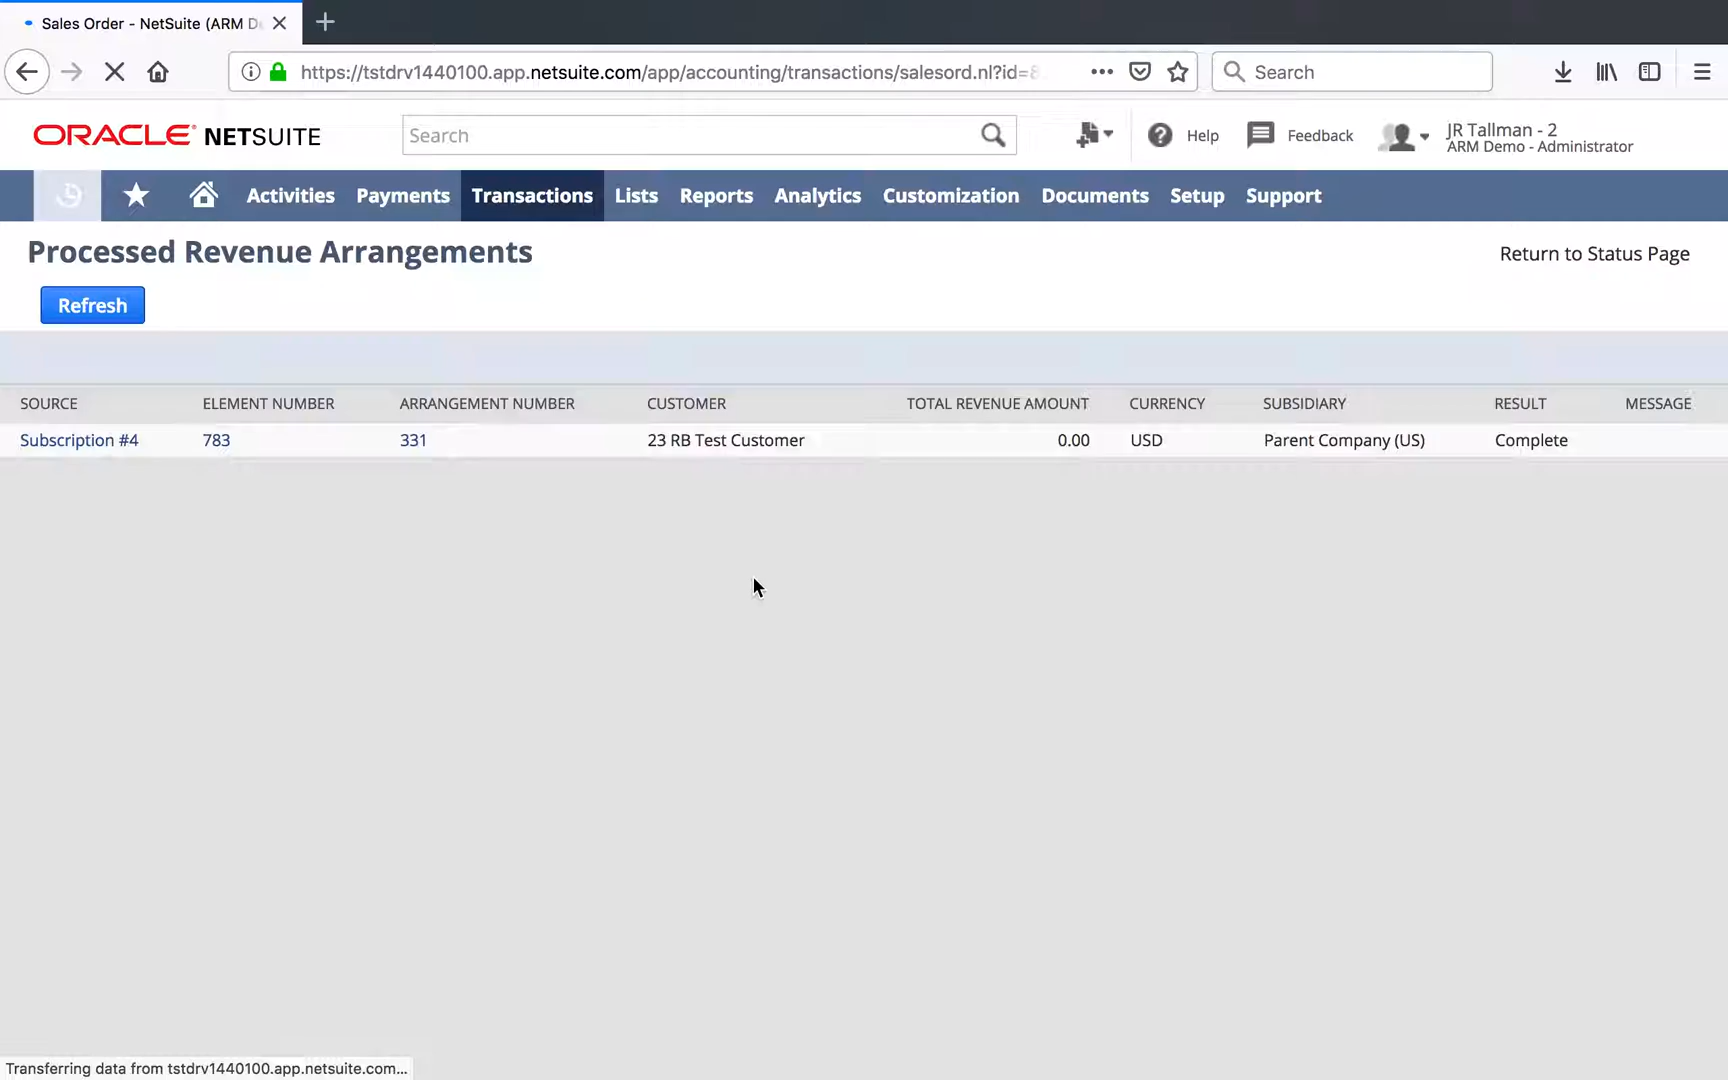 Sales Order - NetSuite (ARM D
https://tstdrv1440100.app.netsuite.com/app/accounting/transactions/salesord.nl?id=8
Search
ORACLE NETSUITE
Search
Help
Feedback
JR Tallman - 2
ARM Demo - Administrator
Activities Payments Transactions Lists Reports Analytics Customization Documents Setup Support
Processed Revenue Arrangements
Return to Status Page
Refresh
SOURCE ELEMENT NUMBER ARRANGEMENT NUMBER CUSTOMER TOTAL REVENUE AMOUNT CURRENCY SUBSIDIARY RESULT MESSAGE
Subscription #4 783 331 23 RB Test Customer 0.00 USD Parent Company (US) Complete
Transferring data from tstdrv1440100.app.netsuite.com...